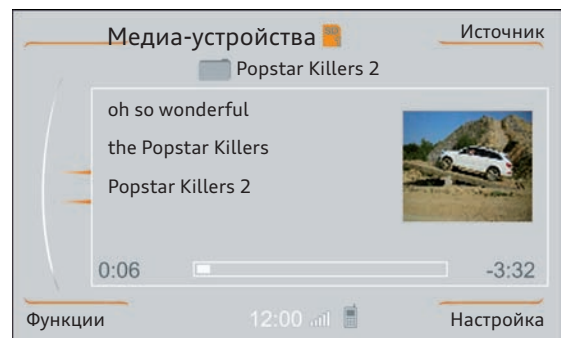 Медиа-устройства
Источник
Popstar Killers 2
oh so wonderful
the Popstar Killers
Popstar Killers 2
0:06
-3:32
Функции
12:00
Настройка